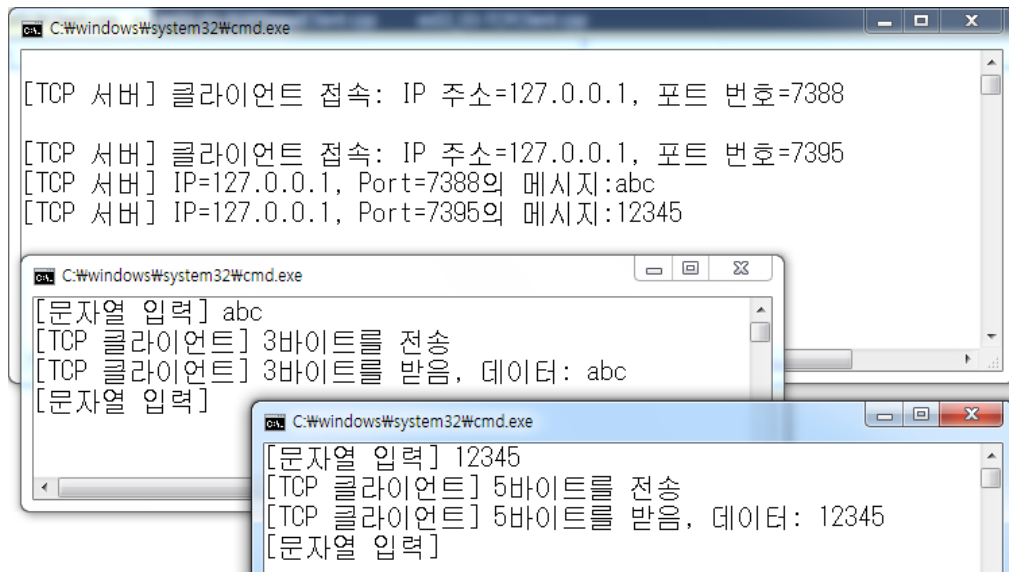 C:₩windows₩system32₩cmd.exe
[TCP 서버] 클라이언트 접속: IP 주소=127.0.0.1, 포트 번호=7388
[TCP 서버] 클라이언트 접속: IP 주소=127.0.0.1, 포트 번호=7395
[TCP 서버] IP=127.0.0.1, Port=7388의 메시지:abc
[TCP 서버] IP=127.0.0.1, Port=7395의 메시지:12345
C:₩windows₩system32₩cmd.exe
[문자열 입력] abc
[TCP 클라이언트] 3바이트를 전송
[TCP 클라이언트] 3바이트를 받음, 데이터: abc
[문자열 입력]
C:₩windows₩system32₩cmd.exe
[문자열 입력] 12345
[TCP 클라이언트] 5바이트를 전송
[TCP 클라이언트] 5바이트를 받음, 데이터: 12345
[문자열 입력]